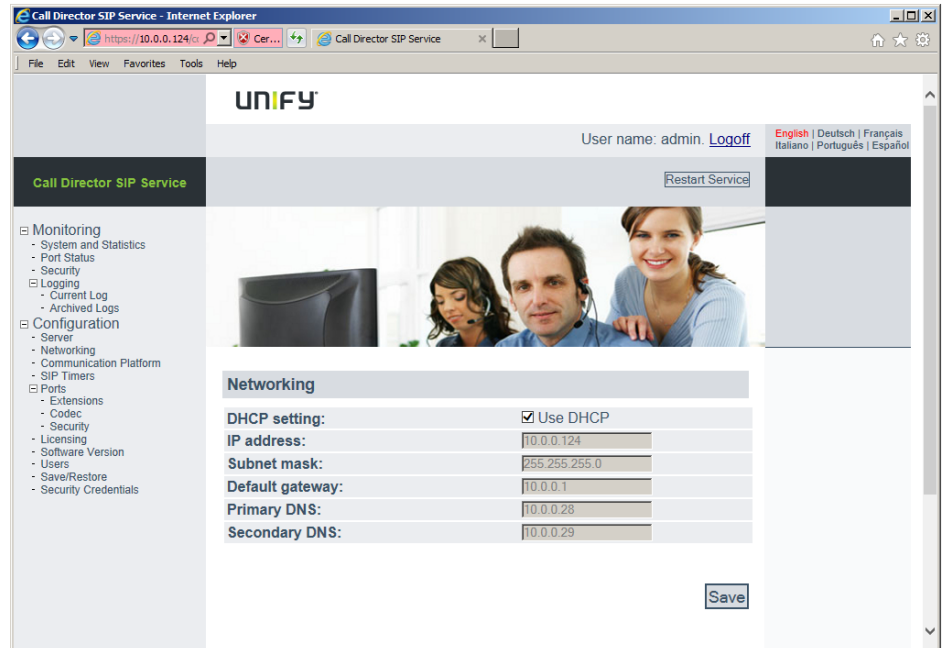 Call Director SIP Service - Internet Explorer
https://10.0.0.124/c
Cer...
Call Director SIP Service
File Edit View Favorites Tools Help
UNIFY
User name: admin. Logoff
English | Deutsch | Français
Italiano | Português | Español
Call Director SIP Service
Restart Service
Monitoring
- System and Statistics
- Port Status
- Security
Logging
- Current Log
- Archived Logs
Configuration
- Server
- Networking
- Communication Platform
- SIP Timers
Ports
- Extensions
- Codec
- Security
- Licensing
- Software Version
- Users
- Save/Restore
- Security Credentials
Networking
DHCP setting: Use DHCP
IP address: 10.0.0.124
Subnet mask: 255.255.255.0
Default gateway: 10.0.0.1
Primary DNS: 10.0.0.28
Secondary DNS: 10.0.0.29
Save